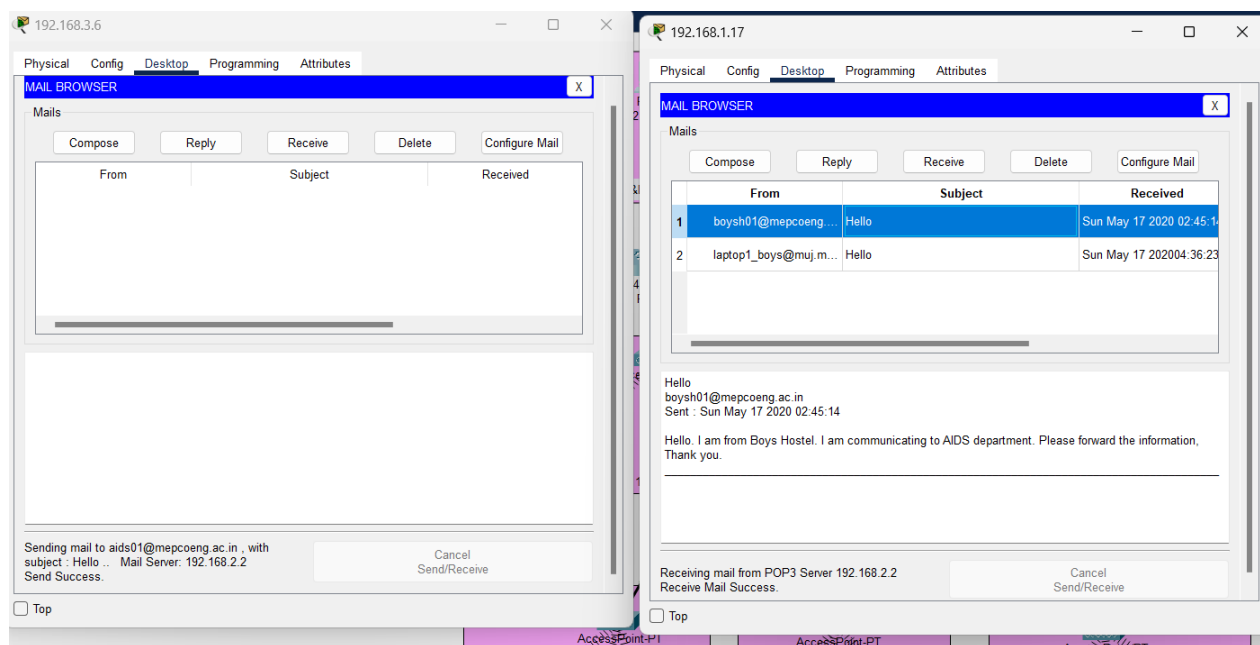 192.168.3.6
Physical Config Desktop Programming Attributes
MAIL BROWSER X
Mails
Compose Reply Receive Delete Configure Mail
From Subject Received
Sending mail to aids01@mepcoeng.ac.in , with
subject : Hello .. Mail Server: 192.168.2.2
Send Success.
Cancel
Send/Receive
Top
192.168.1.17
Physical Config Desktop Programming Attributes
MAIL BROWSER X
Mails
Compose Reply Receive Delete Configure Mail
From Subject Received
1 boysh01@mepcoeng.... Hello Sun May 17 2020 02:45:14
2 laptop1_boys@muj.m... Hello Sun May 17 202004:36:23
Hello
boysh01@mepcoeng.ac.in
Sent : Sun May 17 2020 02:45:14
Hello. I am from Boys Hostel. I am communicating to AIDS department. Please forward the information,
Thank you.
Receiving mail from POP3 Server 192.168.2.2
Receive Mail Success.
Cancel
Send/Receive
Top
AccessPoint-PT
AccessPoint-PT